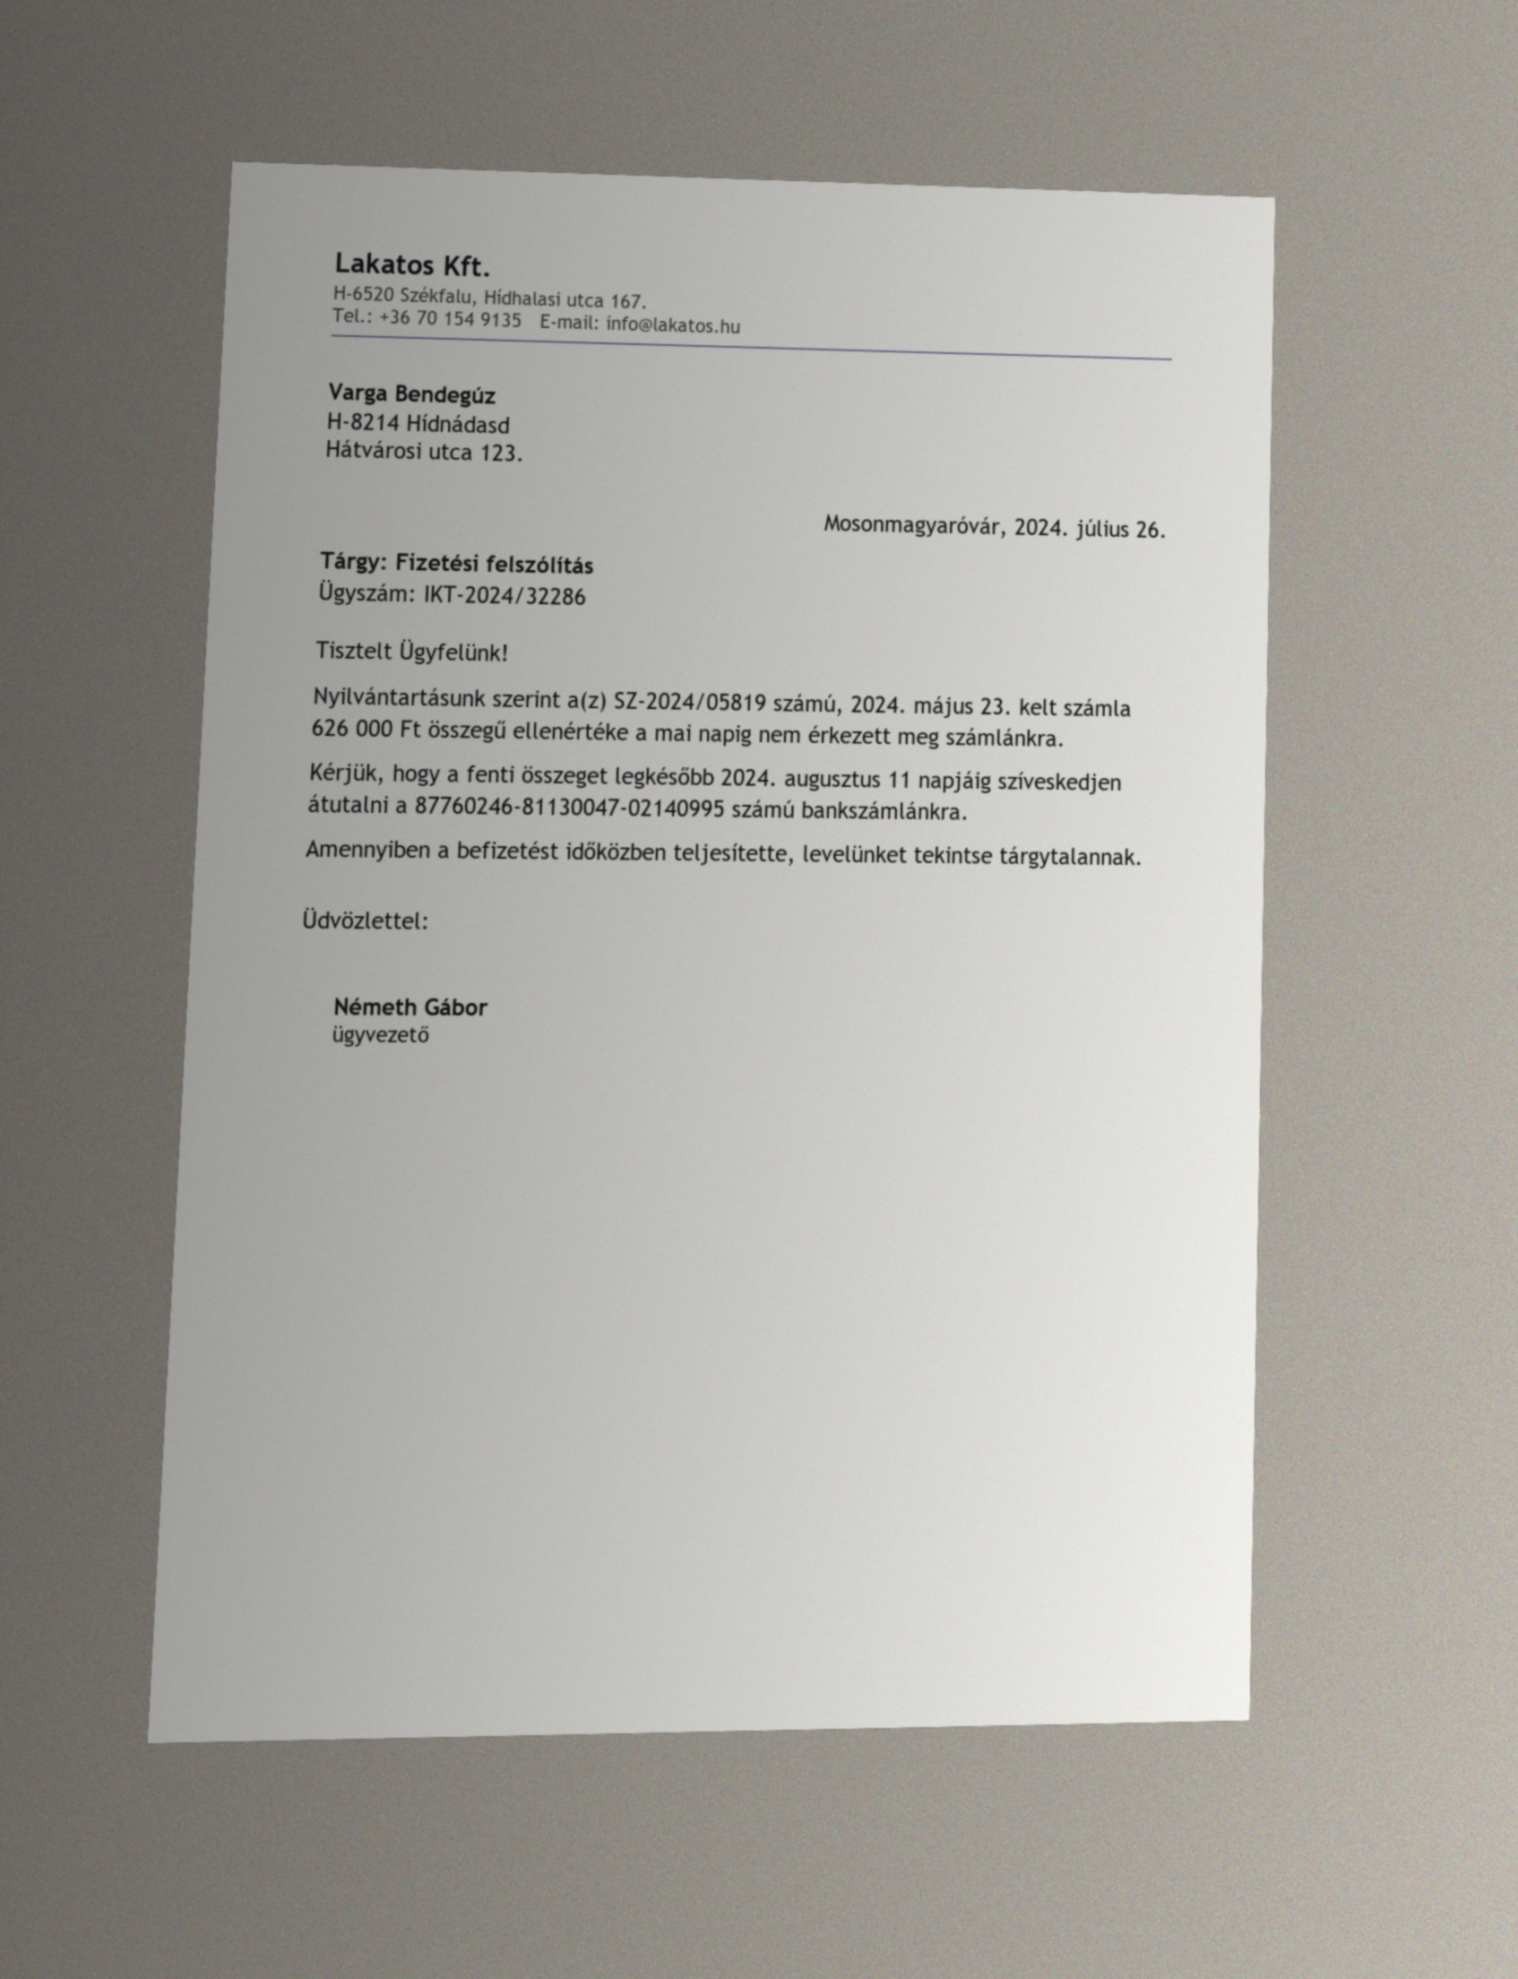 Lakatos Kft.
H-6520 Székfalu, Hídhalasi utca 167.
Tel.: +36 70 154 9135 E-mail: info@lakatos.hu
Varga Bendegúz
H-8214 Hídnádasd
Hátvárosi utca 123.
Mosonmagyaróvár, 2024. július 26.
Tárgy: Fizetési felszólítás
Ügyszám: IKT-2024/32286
Tisztelt Ügyfelünk!
Nyilvántartásunk szerint a(z) SZ-2024/05819 számú, 2024. május 23. kelt számla
626 000 Ft összegű ellenértéke a mai napig nem érkezett meg számlánkra.
Kérjük, hogy a fenti összeget legkésőbb 2024. augusztus 11 napjáig szíveskedjen
átutalni a 87760246-81130047-02140995 számú bankszámlánkra.
Amennyiben a befizetést időközben teljesítette, levelünket tekintse tárgytalannak.
Üdvözlettel:
Németh Gábor
ügyvezető